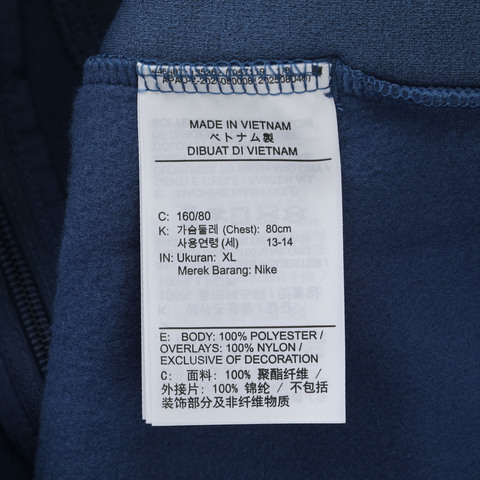 MADE IN VIETNAM
ベトナム製
DIBUAT DI VIETNAM
C: 160/80
K: 가슴둘레 (Chest): 80cm
사용연령 (세) 13-14
IN: Ukuran: XL
Merek Barang: Nike
E: BODY: 100% POLYESTER /
OVERLAYS: 100% NYLON /
EXCLUSIVE OF DECORATION
C: 面料: 100% 聚酯纤维 /
外接片: 100% 锦纶 / 不包括
装饰部分及非纤维部分